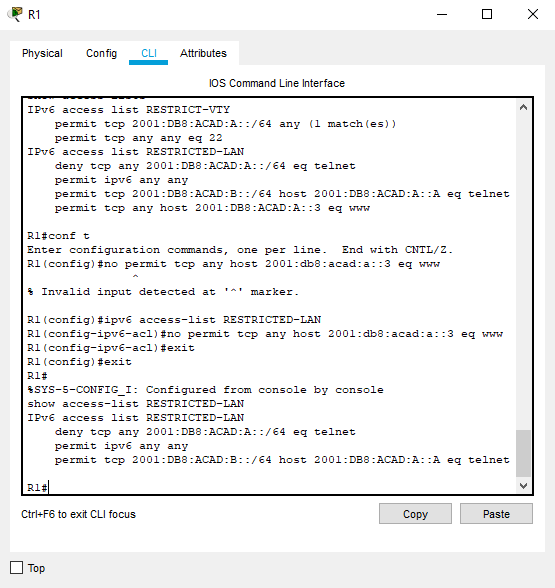 R1
Physical
Config
CLI
Attributes
IOS Command Line Interface
IPv6 access list RESTRICT-VTY
    permit tcp 2001:DB8:ACAD:A::/64 any (1 match(es))
    permit tcp any any eq 22
IPv6 access list RESTRICTED-LAN
    deny tcp any 2001:DB8:ACAD:A::/64 eq telnet
    permit ipv6 any any
    permit tcp 2001:DB8:ACAD:B::/64 host 2001:DB8:ACAD:A::A eq telnet
    permit tcp any host 2001:DB8:ACAD:A::3 eq www
R1#conf t
Enter configuration commands, one per line.  End with CNTL/Z.
R1(config)#no permit tcp any host 2001:db8:acad:a::3 eq www
^
% Invalid input detected at '^' marker.
R1(config)#ipv6 access-list RESTRICTED-LAN
R1(config-ipv6-acl)#no permit tcp any host 2001:db8:acad:a::3 eq www
R1(config-ipv6-acl)#exit
R1(config)#exit
R1#
%SYS-5-CONFIG_I: Configured from console by console
show access-list RESTRICTED-LAN
IPv6 access list RESTRICTED-LAN
    deny tcp any 2001:DB8:ACAD:A::/64 eq telnet
    permit ipv6 any any
    permit tcp 2001:DB8:ACAD:B::/64 host 2001:DB8:ACAD:A::A eq telnet
R1#
Ctrl+F6 to exit CLI focus
Copy
Paste
Top